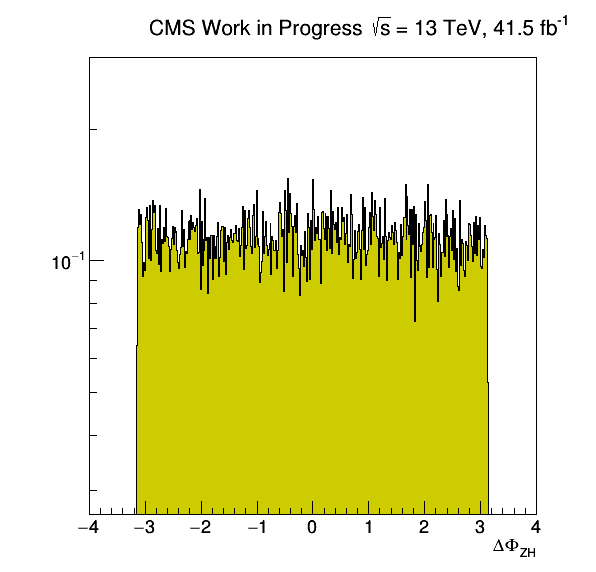 CMS Work in Progress √s = 13 TeV, 41.5 fb⁻¹
10⁻¹
−4 −3 −2 −1 0 1 2 3 4
ΔΦ_ZH